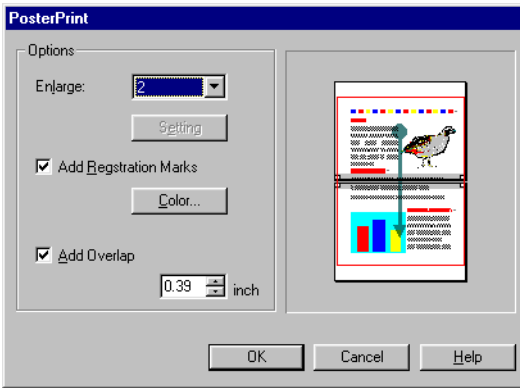 PosterPrint
Options
Enlarge:
2
Setting
Add Regstration Marks
Color...
Add Overlap
0.39 inch
OK
Cancel
Help